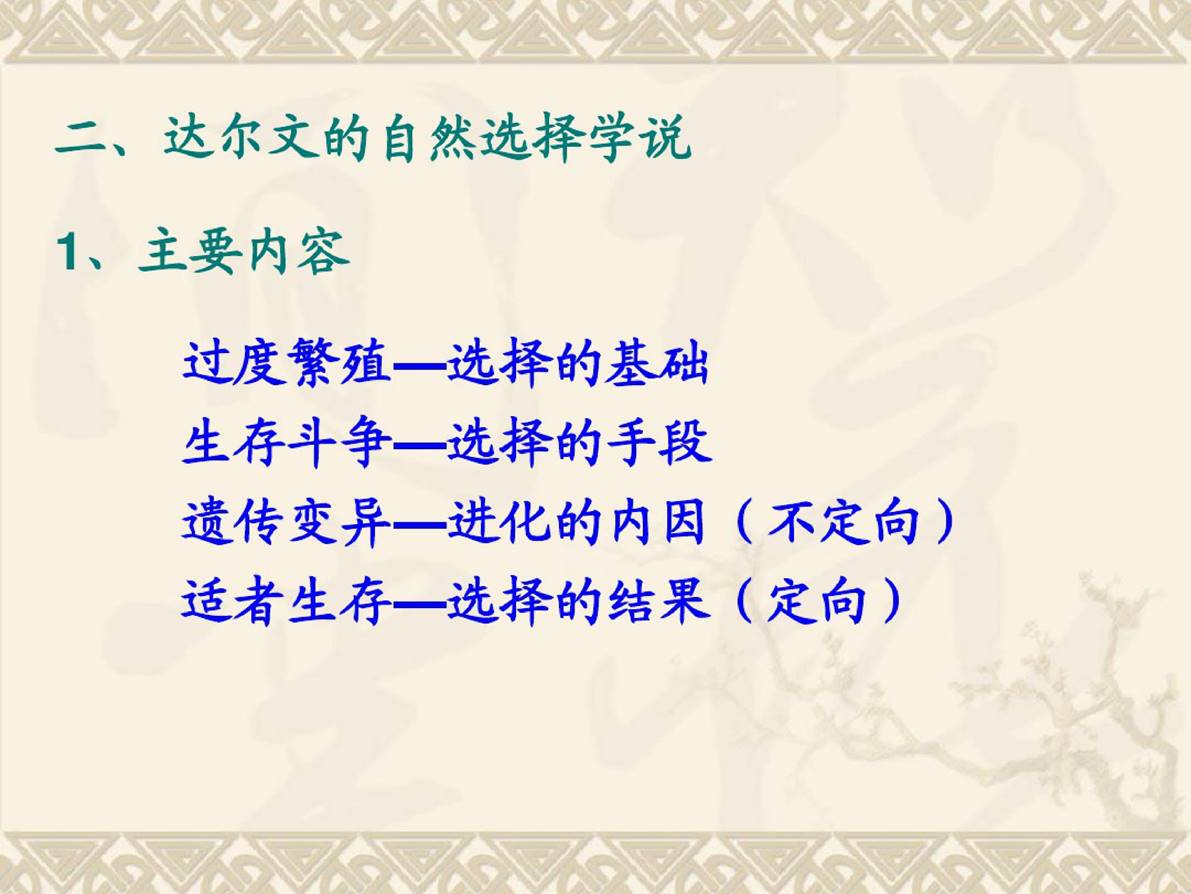 二、达尔文的自然选择学说
1、主要内容
过度繁殖—选择的基础
生存斗争—选择的手段
遗传变异—进化的内因（不定向）
适者生存—选择的结果（定向）